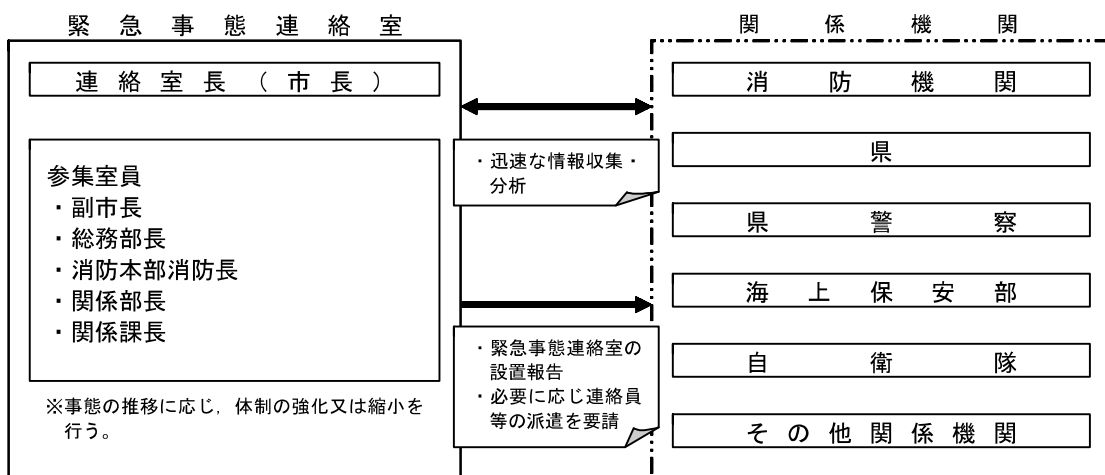 緊急事態連絡室
連絡室長(市長)
参集室員
・副市長
・総務部長
・消防本部消防長
・関係部長
・関係課長
※事態の推移に応じ，体制の強化又は縮小を
行う。
・迅速な情報収集・
分析
・緊急事態連絡室の
設置報告
・必要に応じ連絡員
等の派遣を要請
関係機関
消防機関
県
県警察
海上保安部
自衛隊
その他関係機関